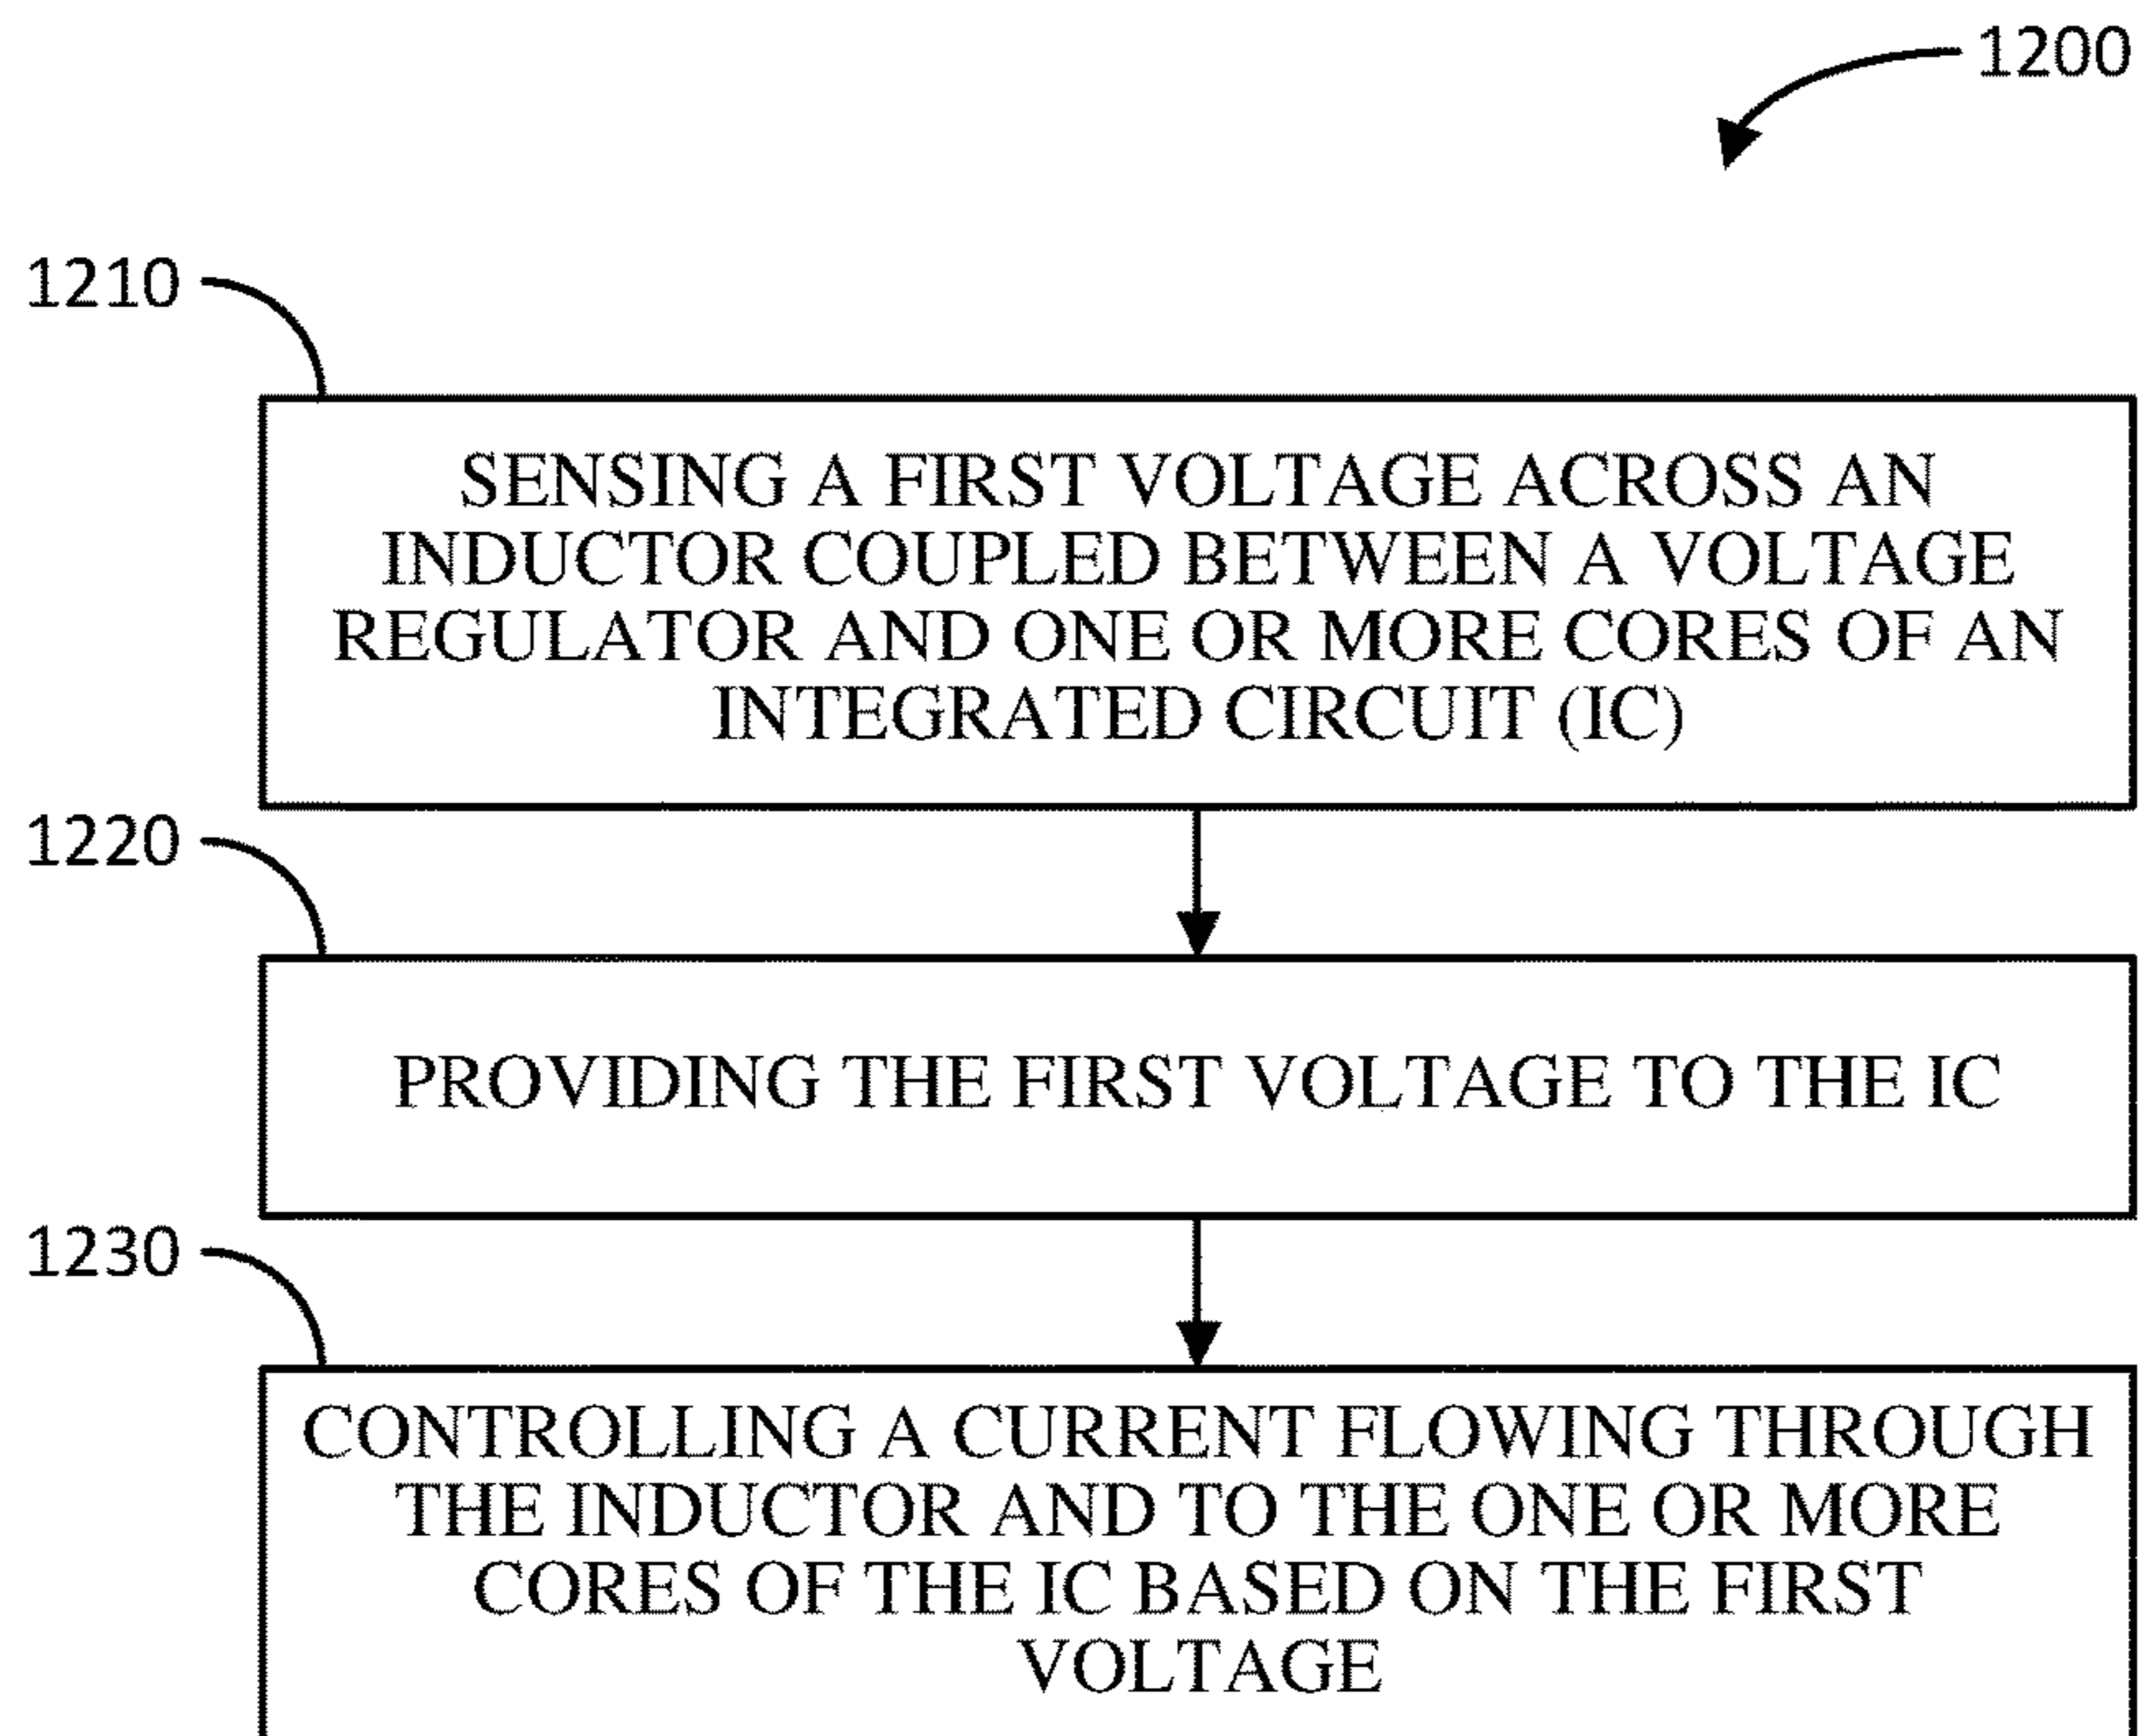 1200
1210
SENSING A FIRST VOLTAGE ACROSS AN
INDUCTOR COUPLED BETWEEN A VOLTAGE
REGULATOR AND ONE OR MORE CORES OF AN
INTEGRATED CIRCUIT (IC)
1220
PROVIDING THE FIRST VOLTAGE TO THE IC
1230
CONTROLLING A CURRENT FLOWING THROUGH
THE INDUCTOR AND TO THE ONE OR MORE
CORES OF THE IC BASED ON THE FIRST
VOLTAGE